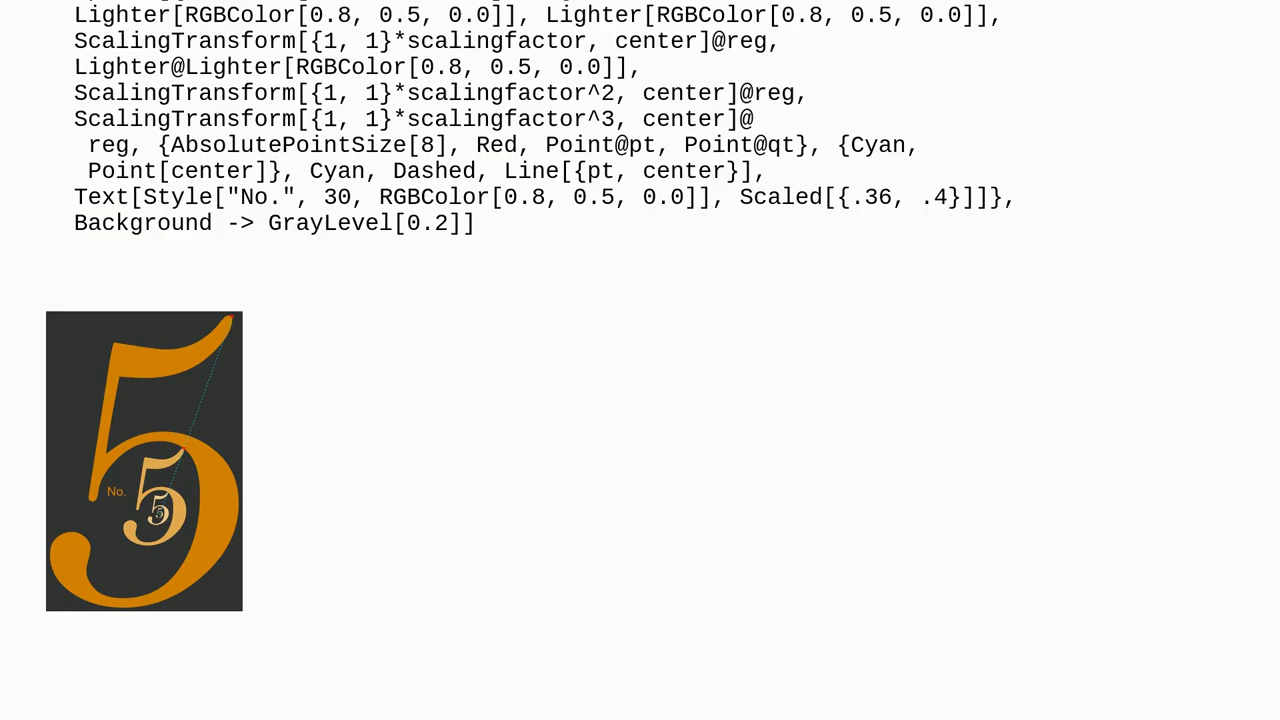 Lighter[RGBColor[0.8, 0.5, 0.0]], Lighter[RGBColor[0.8, 0.5, 0.0]],
ScalingTransform[{1, 1}*scalingfactor, center]@reg,
Lighter@Lighter[RGBColor[0.8, 0.5, 0.0]],
ScalingTransform[{1, 1}*scalingfactor^2, center]@reg,
ScalingTransform[{1, 1}*scalingfactor^3, center]@
reg, {AbsolutePointSize[8], Red, Point@pt, Point@qt}, {Cyan,
Point[center]}, Cyan, Dashed, Line[{pt, center}],
Text[Style["No.", 30, RGBColor[0.8, 0.5, 0.0]], Scaled[{.36, .4}]]},
Background -> GrayLevel[0.2]]
5
No.
5
5
5